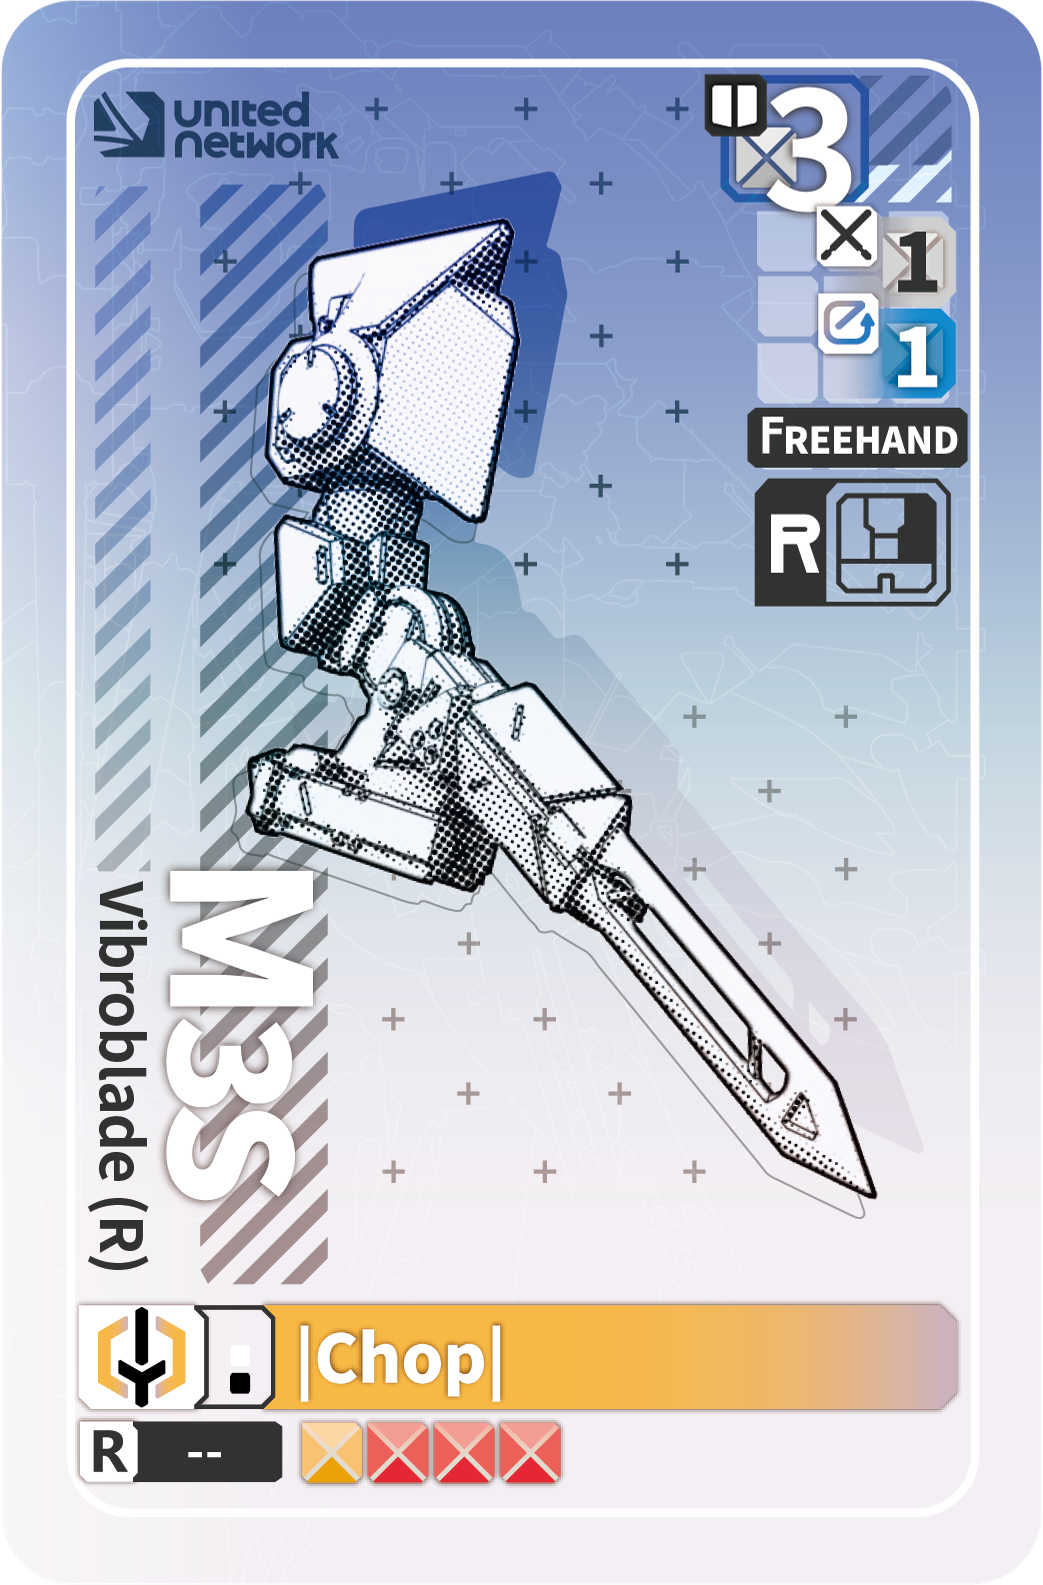 United
Network
3
1
1
FREEHAND
R
M3S
Vibroblade (R)
|Chop|
R --